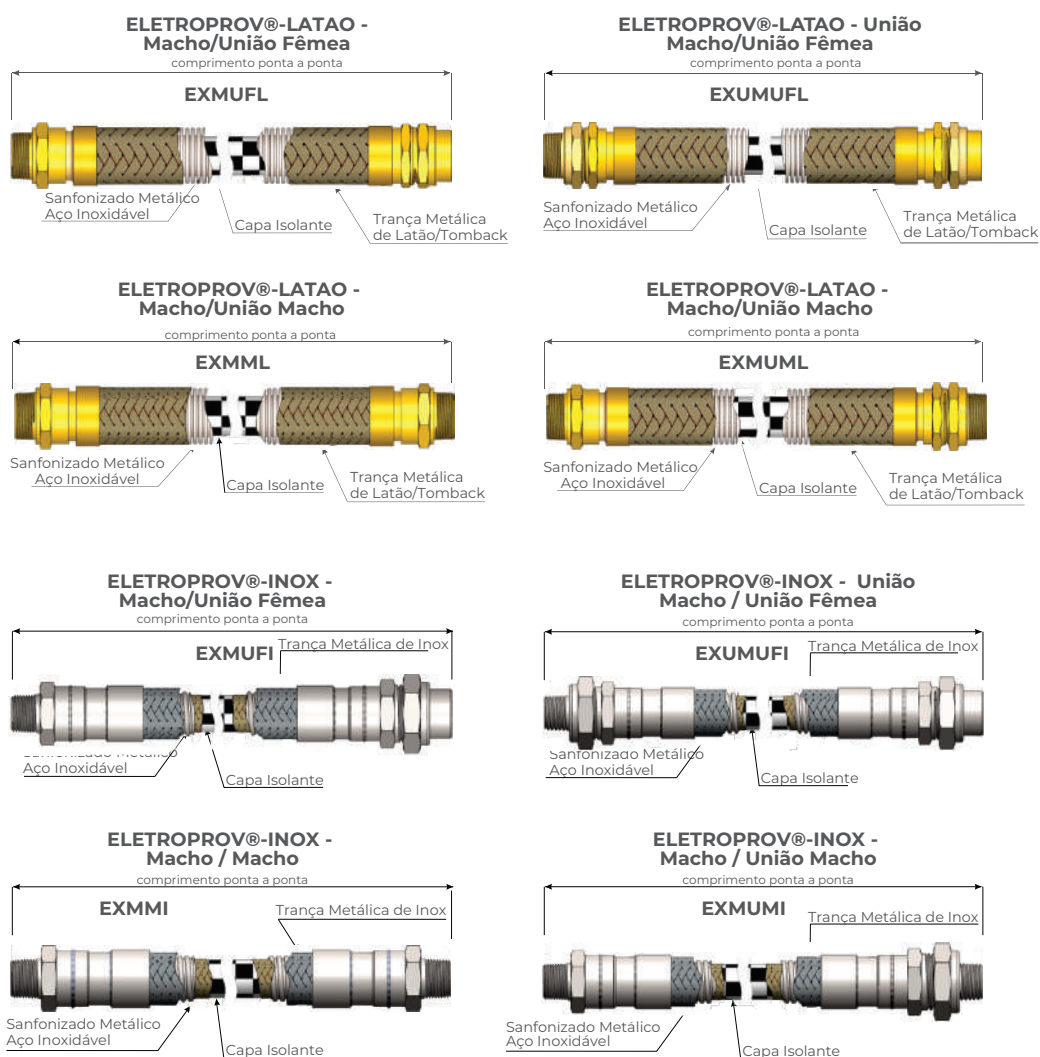 ELETROPROV®-LATAO -
Macho/União Fêmea
comprimento ponta a ponta
EXMUFL
Sanfonizado Metálico
Aço Inoxidável
Capa Isolante
Trança Metálica
de Latão/Tomback
ELETROPROV®-LATAO - União
Macho/União Fêmea
comprimento ponta a ponta
EXUMUFL
Sanfonizado Metálico
Aço Inoxidável
Capa Isolante
Trança Metálica
de Latão/Tomback
ELETROPROV®-LATAO -
Macho/União Macho
comprimento ponta a ponta
EXMML
Sanfonizado Metálico
Aço Inoxidável
Capa Isolante
Trança Metálica
de Latão/Tomback
ELETROPROV®-LATAO -
Macho/União Macho
comprimento ponta a ponta
EXMUML
Sanfonizado Metálico
Aço Inoxidável
Capa Isolante
Trança Metálica
de Latão/Tomback
ELETROPROV®-INOX -
Macho/União Fêmea
comprimento ponta a ponta
EXMUFI
Trança Metálica de Inox
Sanfonizado Metálico
Aço Inoxidável
Capa Isolante
ELETROPROV®-INOX - União
Macho / União Fêmea
comprimento ponta a ponta
EXUMUFI
Trança Metálica de Inox
Sanfonizado Metálico
Aço Inoxidável
Capa Isolante
ELETROPROV®-INOX -
Macho / Macho
comprimento ponta a ponta
EXMMI
Trança Metálica de Inox
Sanfonizado Metálico
Aço Inoxidável
Capa Isolante
ELETROPROV®-INOX -
Macho / União Macho
comprimento ponta a ponta
EXMUMI
Trança Metálica de Inox
Sanfonizado Metálico
Aço Inoxidável
Capa Isolante